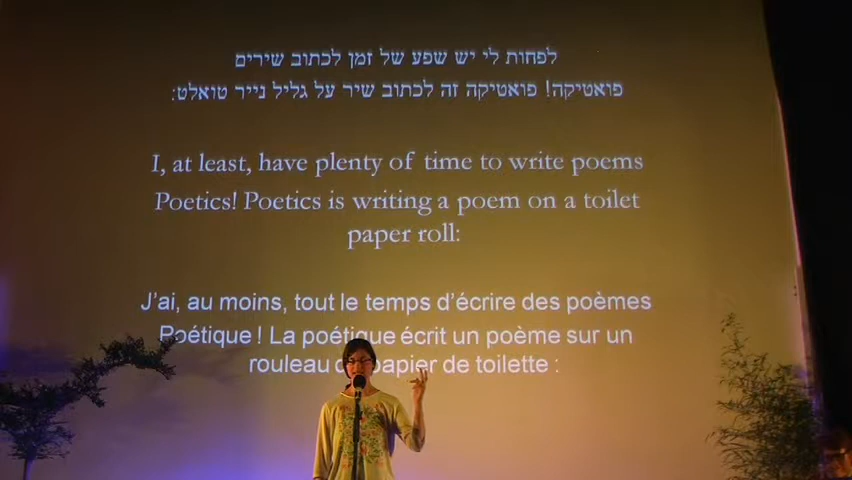 לפחות לי יש שפע של זמן לכתוב שירים
פואטיקה! פואטיקה זה לכתוב שיר על גליל נייר טואלט:
I, at least, have plenty of time to write poems
Poetics! Poetics is writing a poem on a toilet
paper roll:
J'ai, au moins, tout le temps d'écrire des poèmes
Poétique ! La poétique écrit un poème sur un
rouleau papier de toilette :